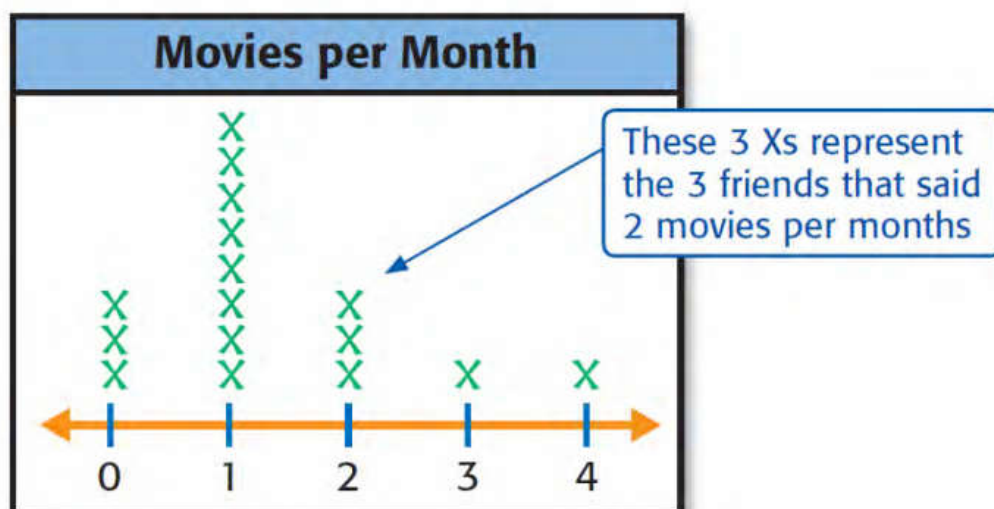 Movies per Month
These 3 Xs represent
the 3 friends that said
2 movies per months
X
X
X
X
X
X X X
X X X
X X X X X
0 1 2 3 4